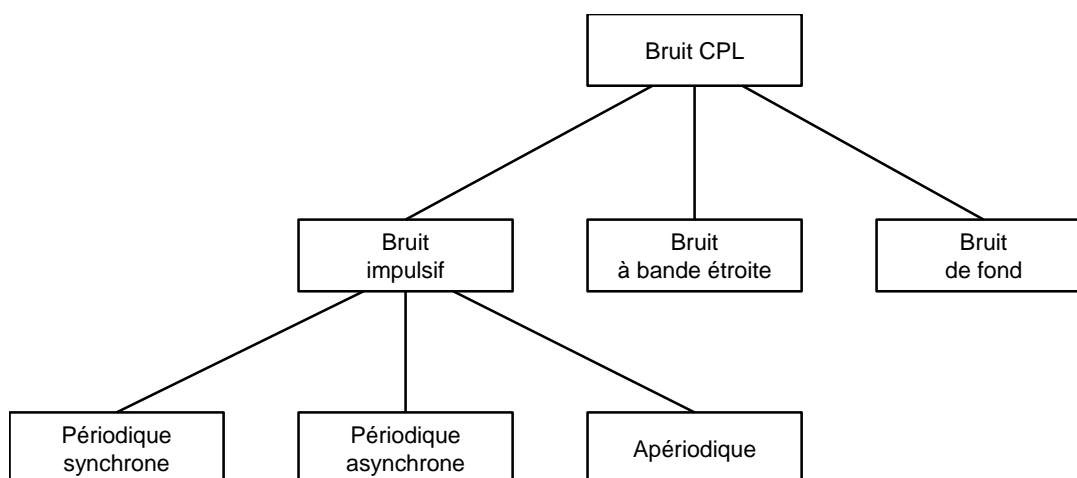 Bruit CPL
Bruit
impulsif
Bruit
à bande étroite
Bruit
de fond
Périodique
synchrone
Périodique
asynchrone
Apériodique